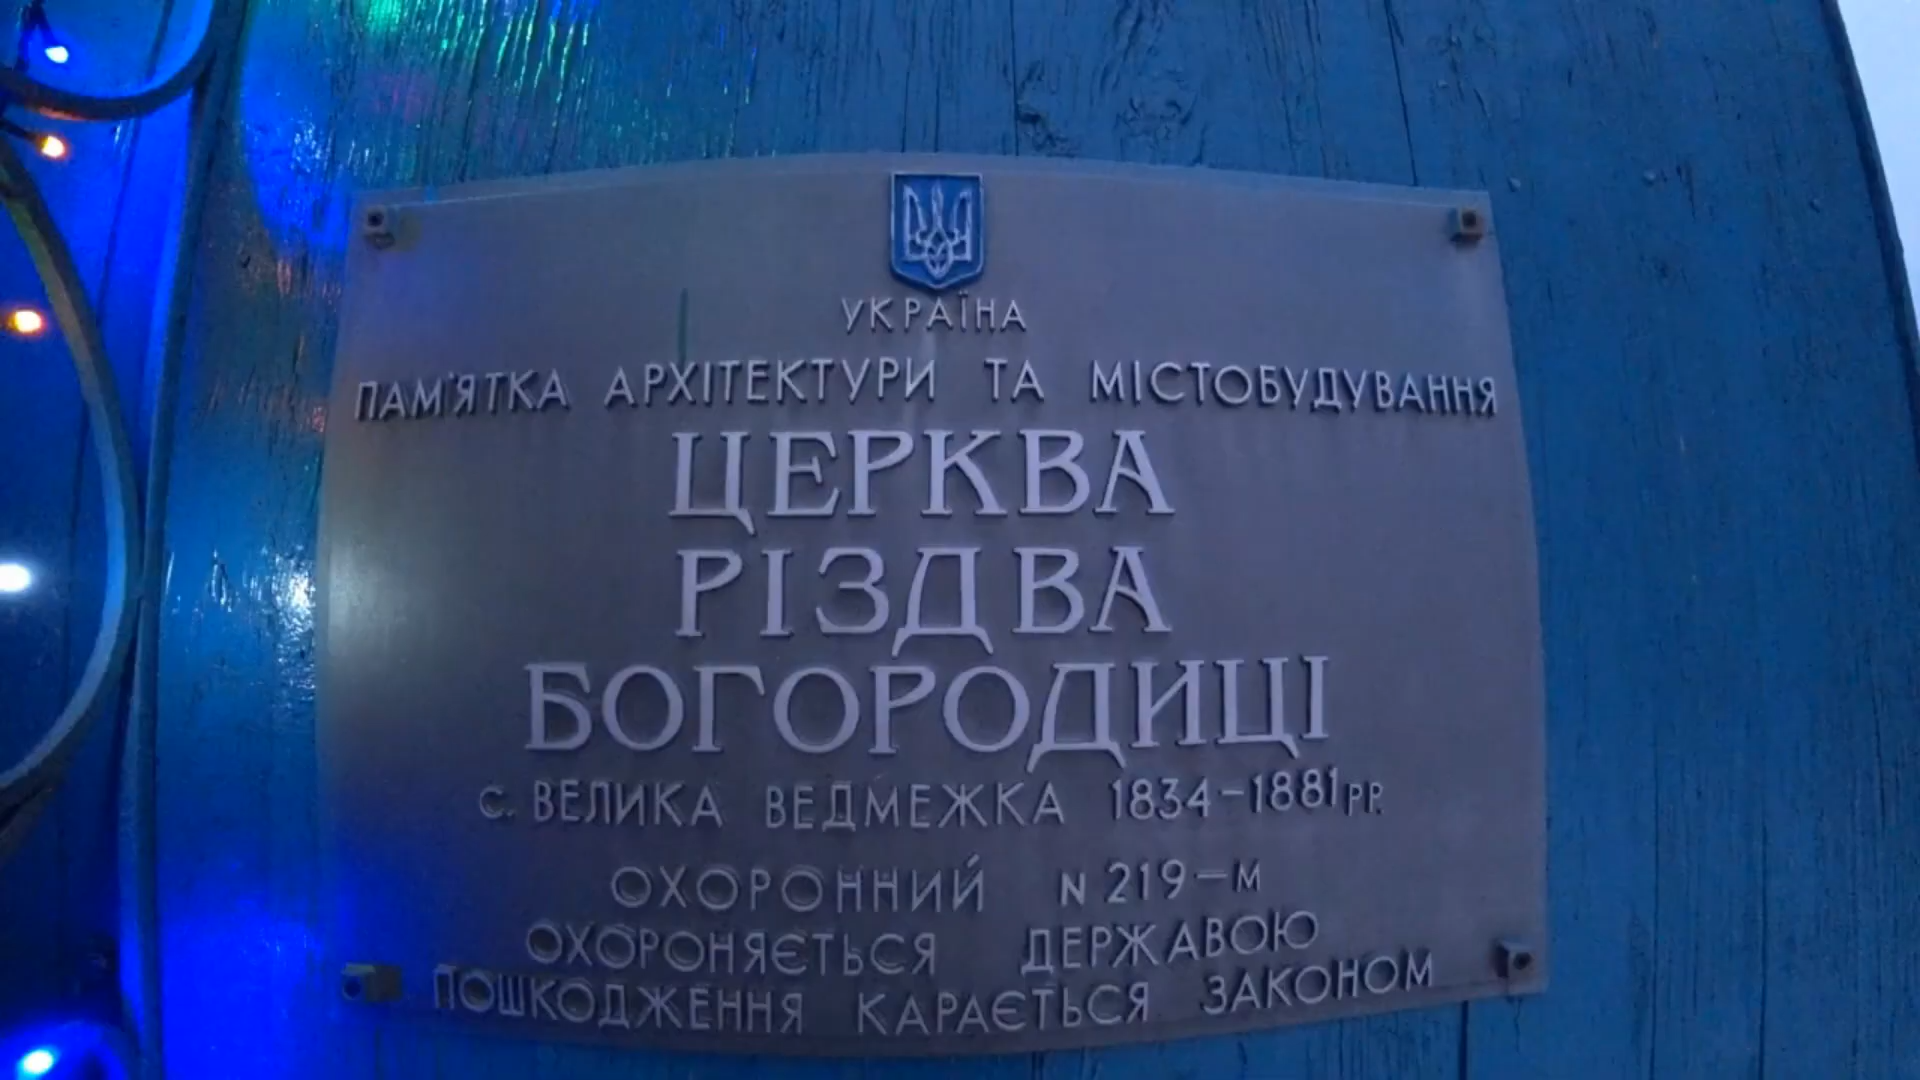 УКРАЇНА
ПАМ'ЯТКА АРХІТЕКТУРИ ТА МІСТОБУДУВАННЯ
ЦЕРКВА
РІЗДВА
БОГОРОДИЦІ
с. ВЕЛИКА ВЕДМЕЖКА 1834-1881 РР.
ОХОРОННИЙ N 219-М
ОХОРОНЯЄТЬСЯ ДЕРЖАВОЮ
ПОШКОДЖЕННЯ КАРАЄТЬСЯ ЗАКОНОМ